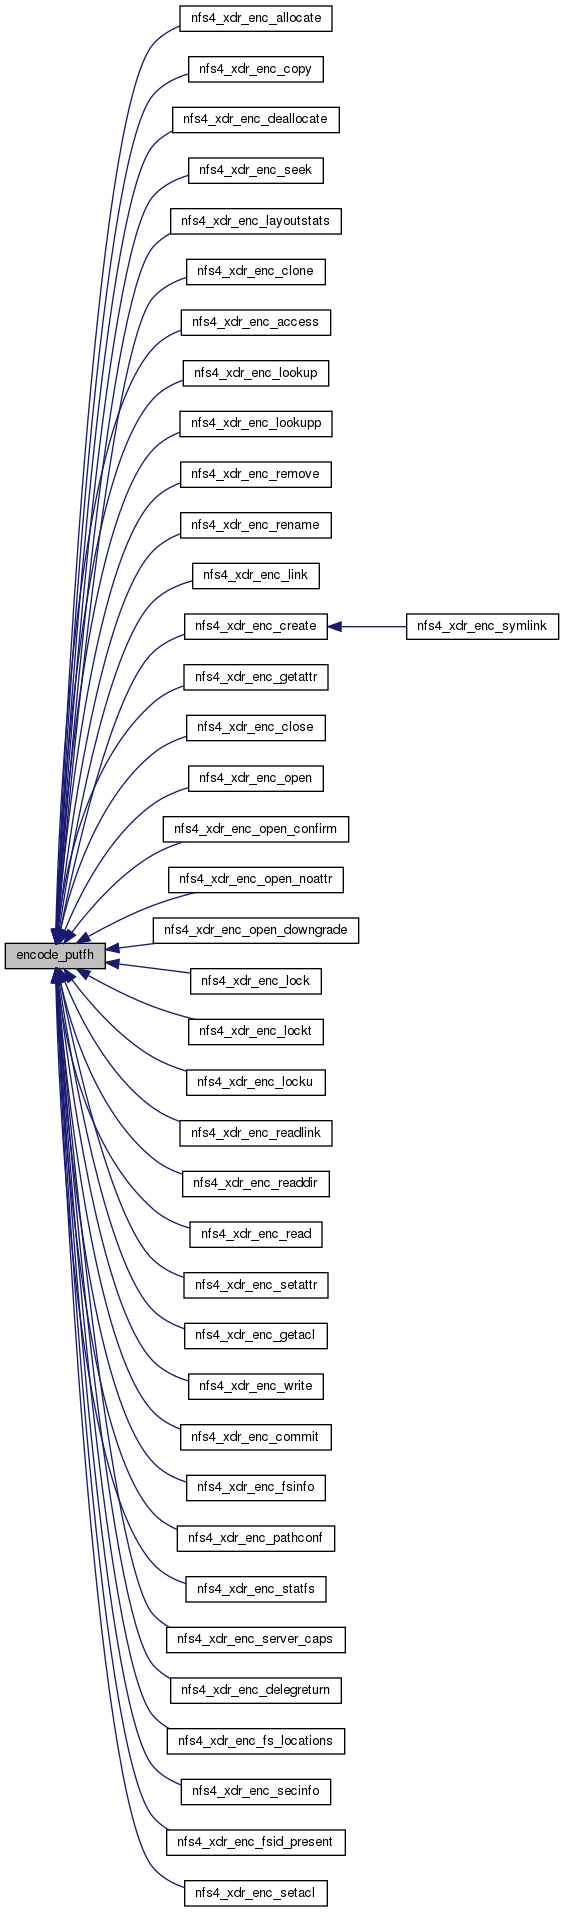 nfs4_xdr_enc_allocate
nfs4_xdr_enc_copy
nfs4_xdr_enc_deallocate
nfs4_xdr_enc_seek
nfs4_xdr_enc_layoutstats
nfs4_xdr_enc_clone
nfs4_xdr_enc_access
nfs4_xdr_enc_lookup
nfs4_xdr_enc_lookupp
nfs4_xdr_enc_remove
nfs4_xdr_enc_rename
nfs4_xdr_enc_link
nfs4_xdr_enc_create
nfs4_xdr_enc_symlink
nfs4_xdr_enc_getattr
nfs4_xdr_enc_close
nfs4_xdr_enc_open
nfs4_xdr_enc_open_confirm
nfs4_xdr_enc_open_noattr
nfs4_xdr_enc_open_downgrade
encode_putfh
nfs4_xdr_enc_lock
nfs4_xdr_enc_lockt
nfs4_xdr_enc_locku
nfs4_xdr_enc_readlink
nfs4_xdr_enc_readdir
nfs4_xdr_enc_read
nfs4_xdr_enc_setattr
nfs4_xdr_enc_getacl
nfs4_xdr_enc_write
nfs4_xdr_enc_commit
nfs4_xdr_enc_fsinfo
nfs4_xdr_enc_pathconf
nfs4_xdr_enc_statfs
nfs4_xdr_enc_server_caps
nfs4_xdr_enc_delegreturn
nfs4_xdr_enc_fs_locations
nfs4_xdr_enc_secinfo
nfs4_xdr_enc_fsid_present
nfs4_xdr_enc_setacl